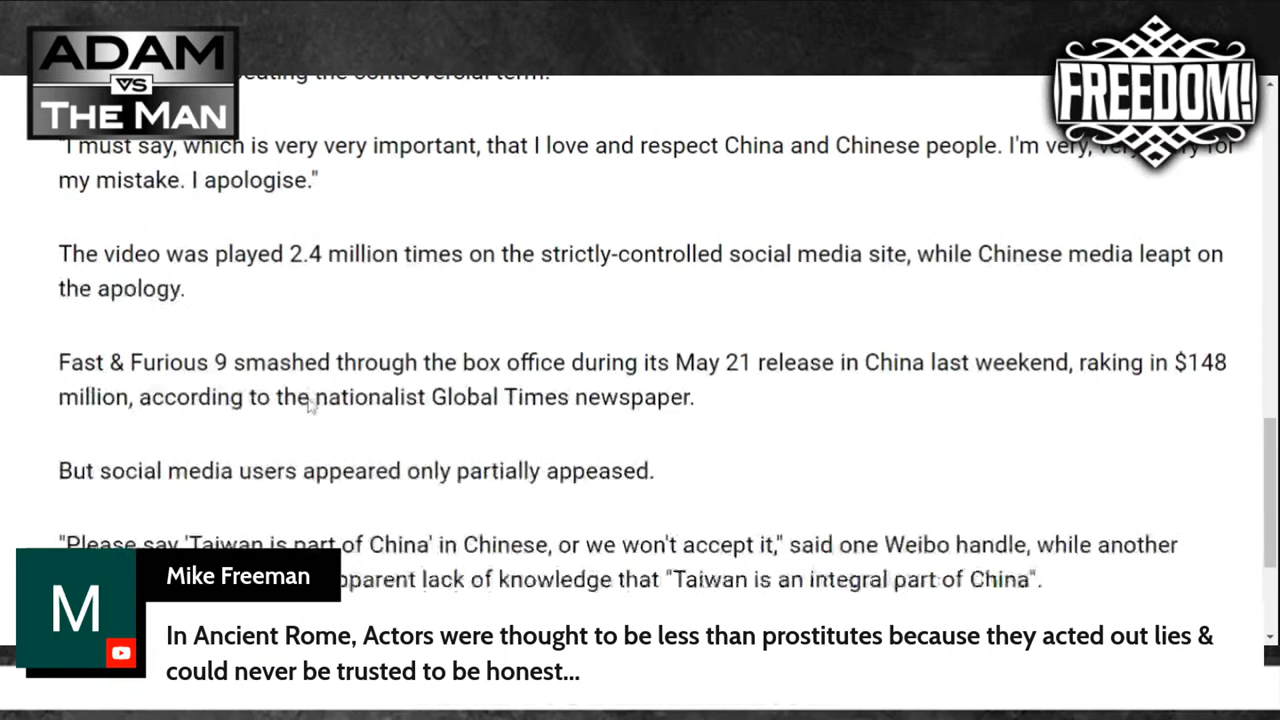 ADAM
VS
THE MAN
FREEDOM!
the controversial term.
"I must say, which is very very important, that I love and respect China and Chinese people. I'm very,
my mistake. I apologise."
The video was played 2.4 million times on the strictly-controlled social media site, while Chinese media leapt on
the apology.
Fast & Furious 9 smashed through the box office during its May 21 release in China last weekend, raking in $148
million, according to the nationalist Global Times newspaper.
But social media users appeared only partially appeased.
"Please say 'Taiwan is part of China' in Chinese, or we won't accept it," said one Weibo handle, while another
lack of knowledge that "Taiwan is an integral part of China".
M
Mike Freeman
In Ancient Rome, Actors were thought to be less than prostitutes because they acted out lies &
could never be trusted to be honest...